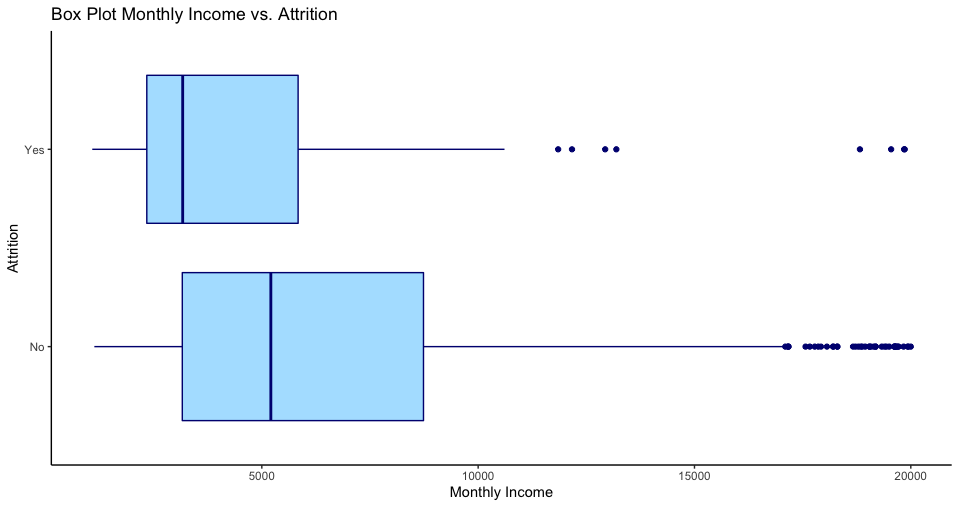 Box Plot Monthly Income vs. Attrition
Yes
Attrition
No
5000 10000 15000 20000
Monthly Income